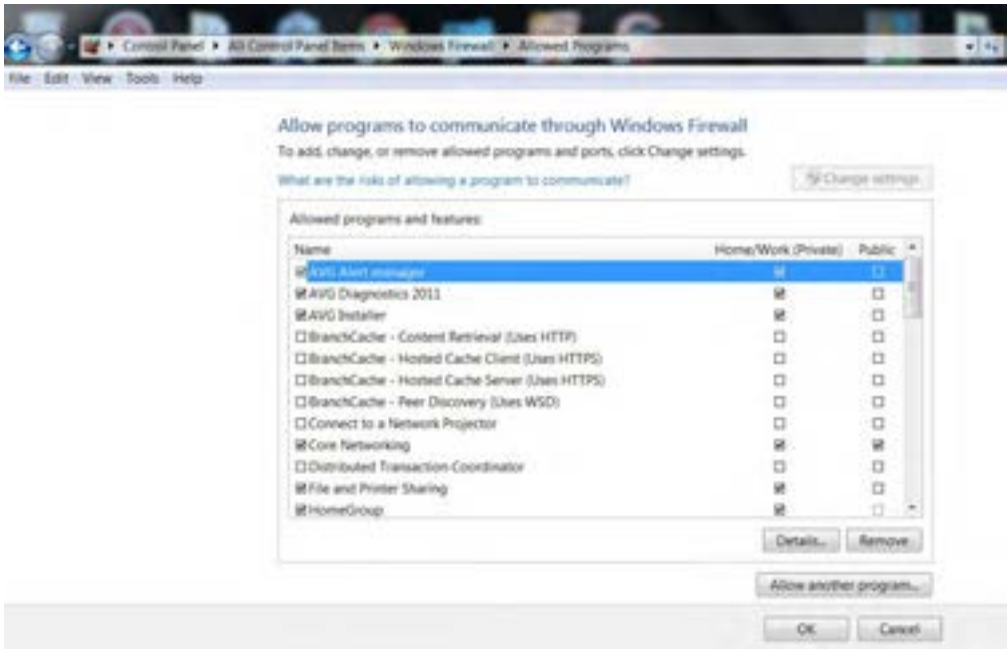 Control Panel ▸ All Control Panel Items ▸ Windows Firewall ▸ Allowed Programs
File Edit View Tools Help
Allow programs to communicate through Windows Firewall
To add, change, or remove allowed programs and ports, click Change settings.
What are the risks of allowing a program to communicate?
Change settings
Allowed programs and features:
Name Home/Work (Private) Public
AVG Alert manager
AVG Diagnostics 2011
AVG Installer
BranchCache - Content Retrieval (Uses HTTP)
BranchCache - Hosted Cache Client (Uses HTTPS)
BranchCache - Hosted Cache Server (Uses HTTPS)
BranchCache - Peer Discovery (Uses WSD)
Connect to a Network Projector
Core Networking
Distributed Transaction Coordinator
File and Printer Sharing
HomeGroup
Details... Remove
Allow another program...
OK Cancel